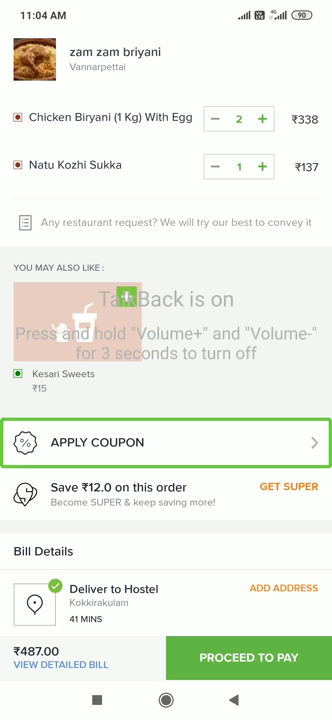 11:04 AM
4G
90
zam zam briyani
Vannarpettai
Chicken Biryani (1 Kg) With Egg
− 2 +
₹338
Natu Kozhi Sukka
− 1 +
₹137
Any restaurant request? We will try our best to convey it
YOU MAY ALSO LIKE :
TalkBack is on
Press and hold "Volume+" and "Volume-"
for 3 seconds to turn off
Kesari Sweets
₹15
% APPLY COUPON
Save ₹12.0 on this order
GET SUPER
Become SUPER & keep saving more!
Bill Details
Deliver to Hostel
ADD ADDRESS
Kokkirakulam
41 MINS
₹487.00
VIEW DETAILED BILL
PROCEED TO PAY